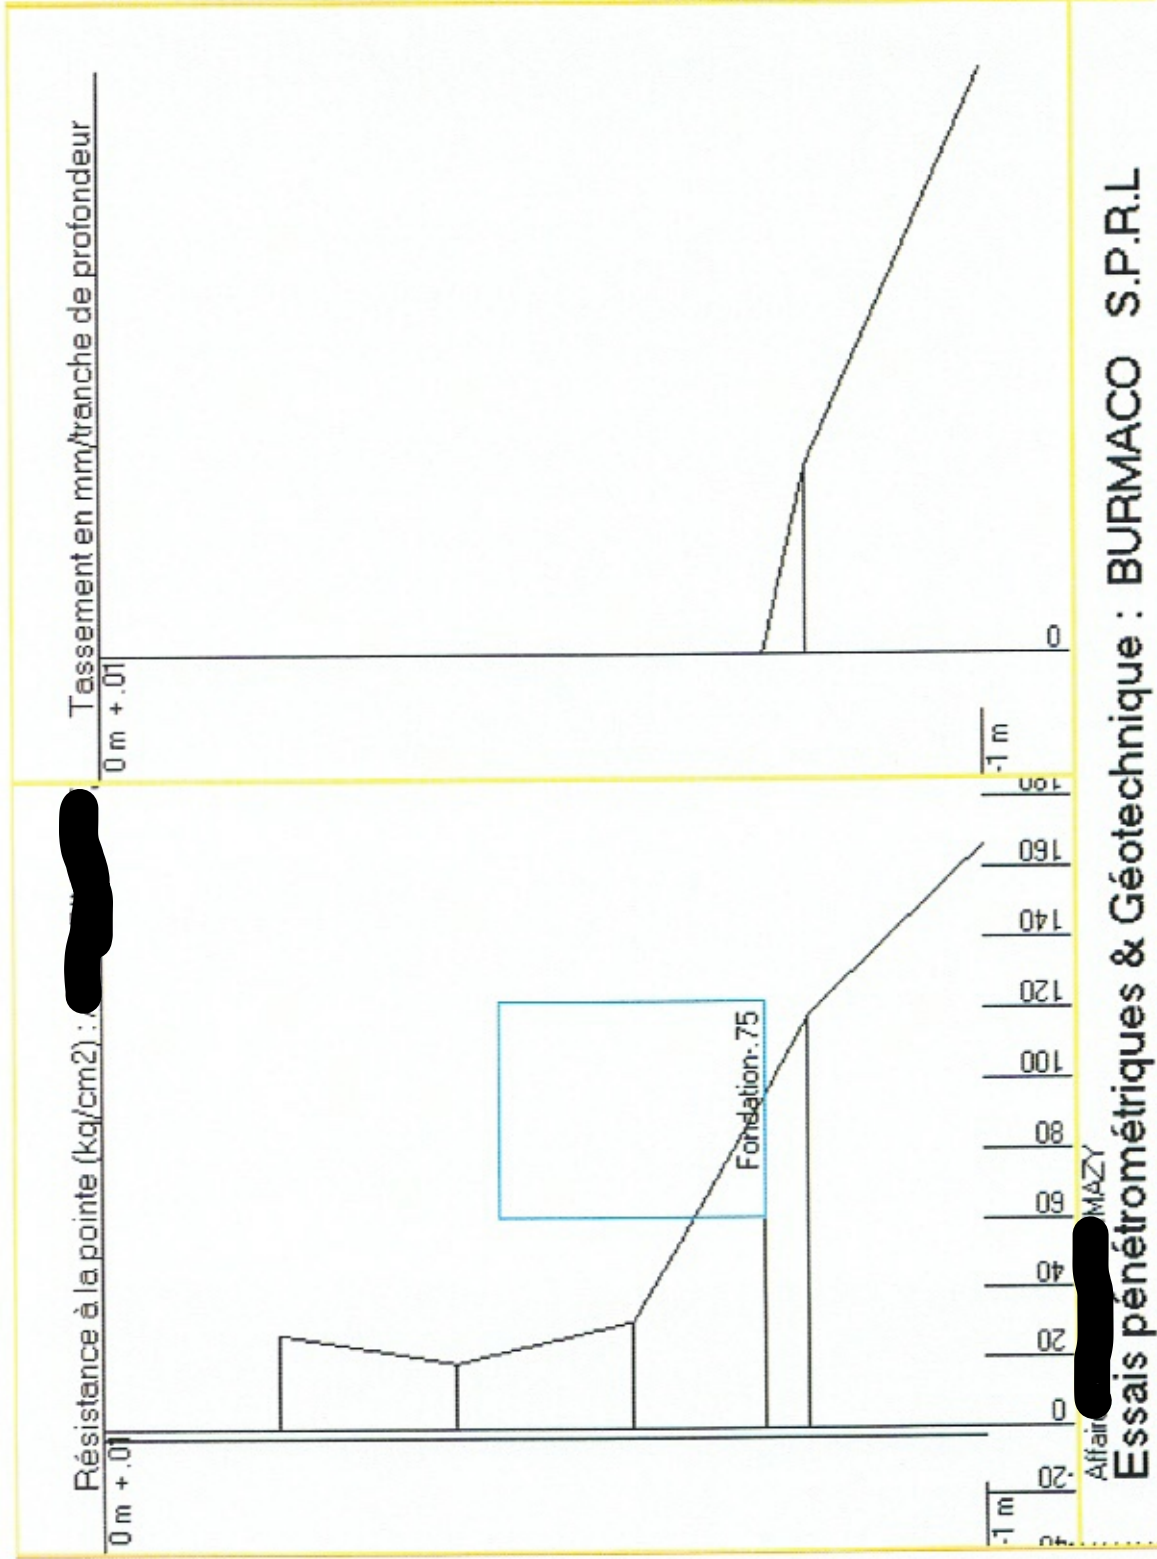 Résistance à la pointe (kg/cm2) :
0 m +.01
Fondation-.75
-1 m
-20
0
20
40
60
80
100
120
140
160
180
Tassement en mm/tranche de profondeur
0 m +.01
-1 m
0
MAZY
Essais pénétrométriques & Géotechnique : BURMACO S.P.R.L